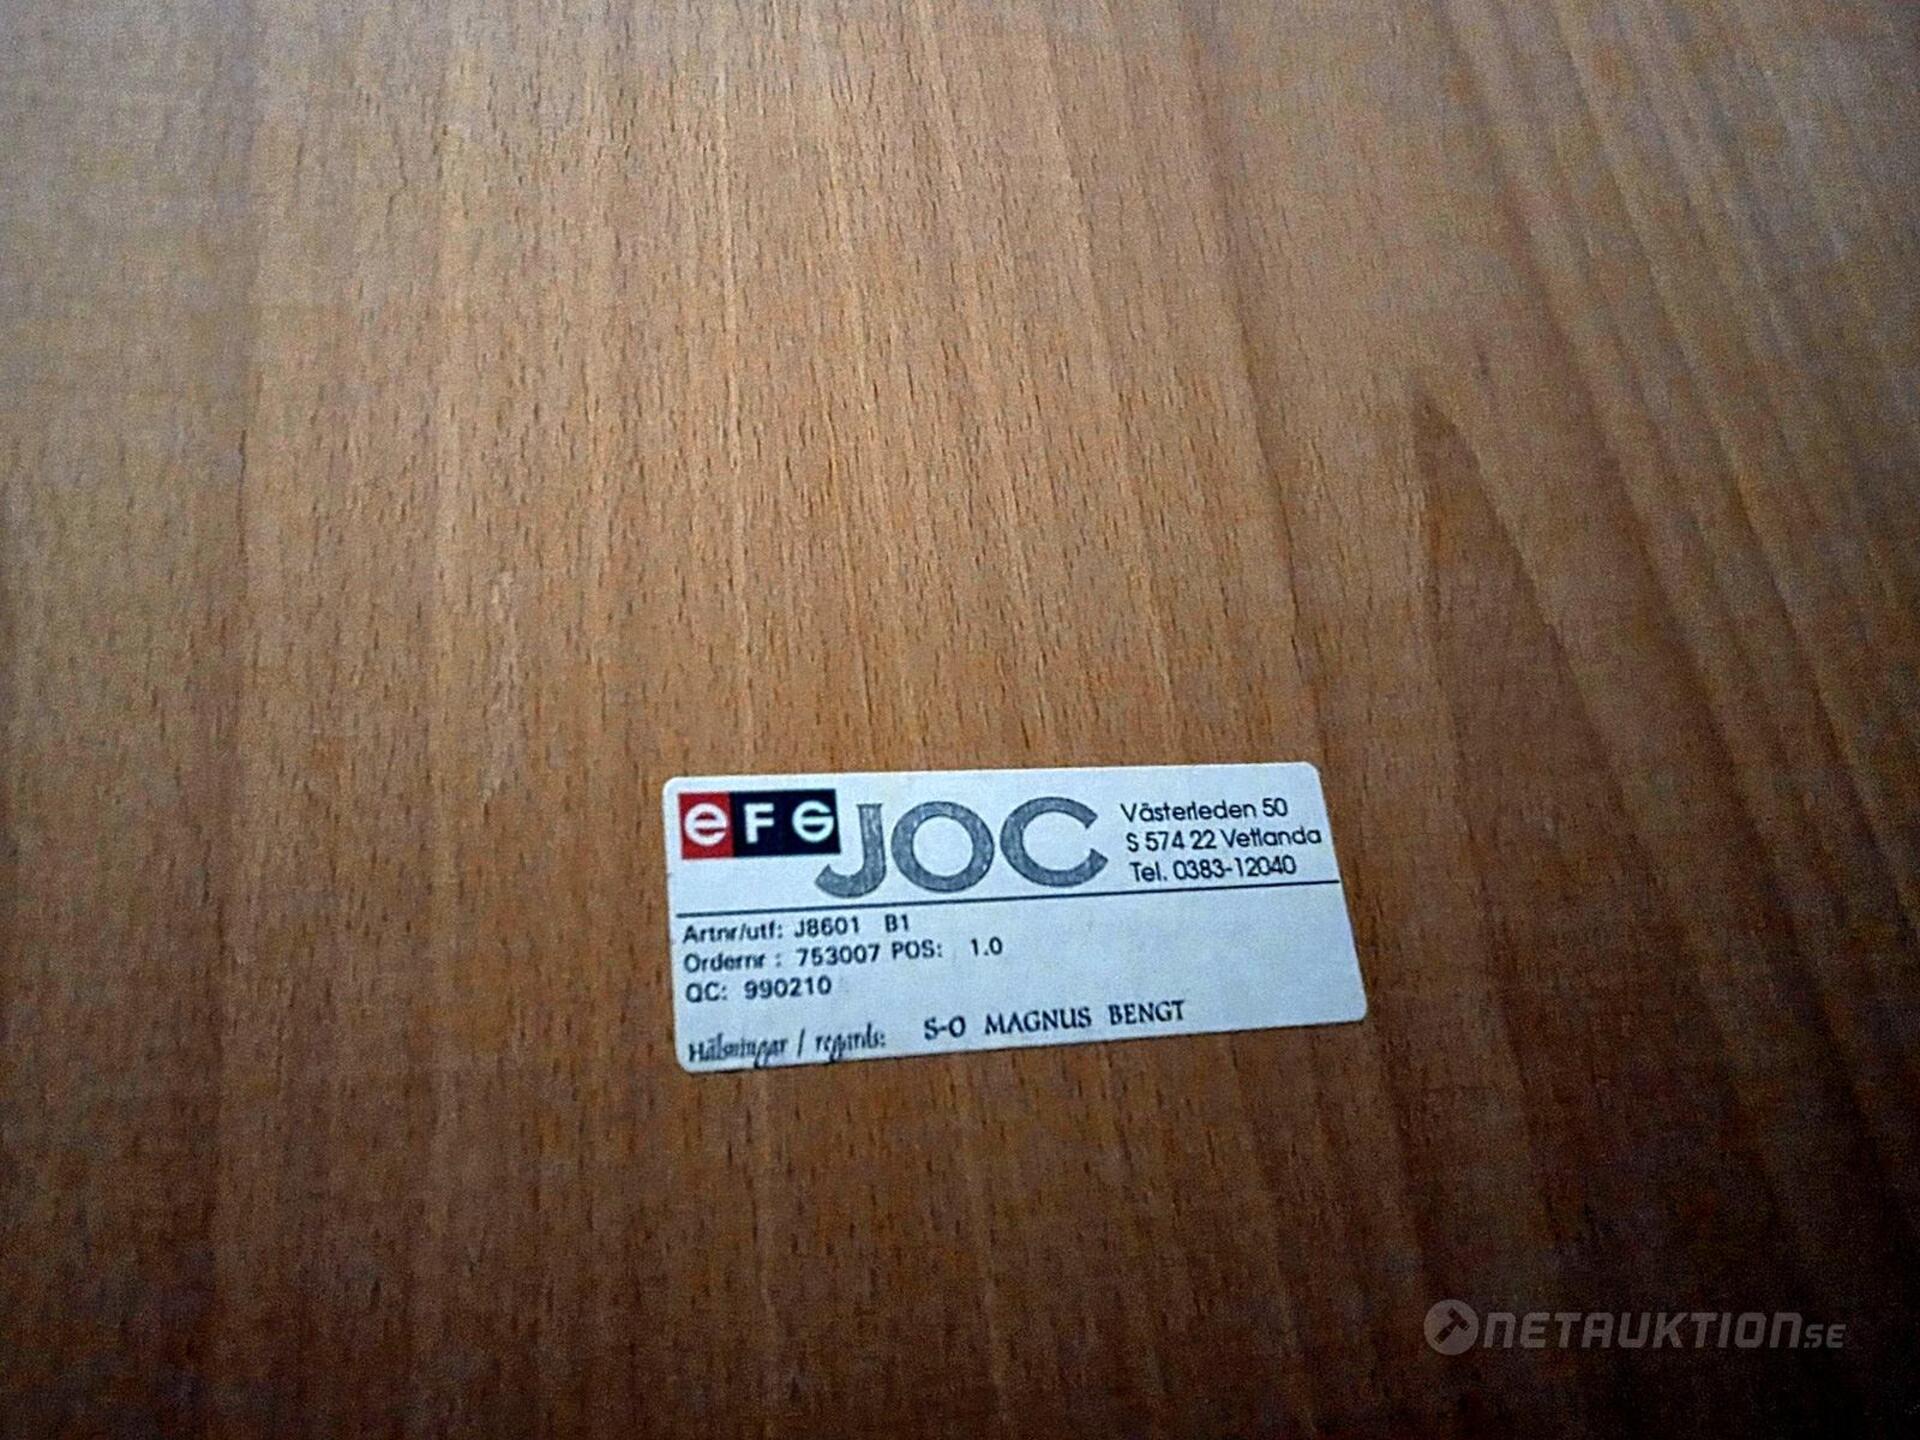 eFG JOC
Västerleden 50
S 574 22 Vetlanda
Tel. 0383-12040
Artnr/utf: J8601 B1
Ordernr : 753007 POS: 1.0
QC: 990210
Hälsningar / regards: S-O MAGNUS BENGT
NETAUKTION.SE